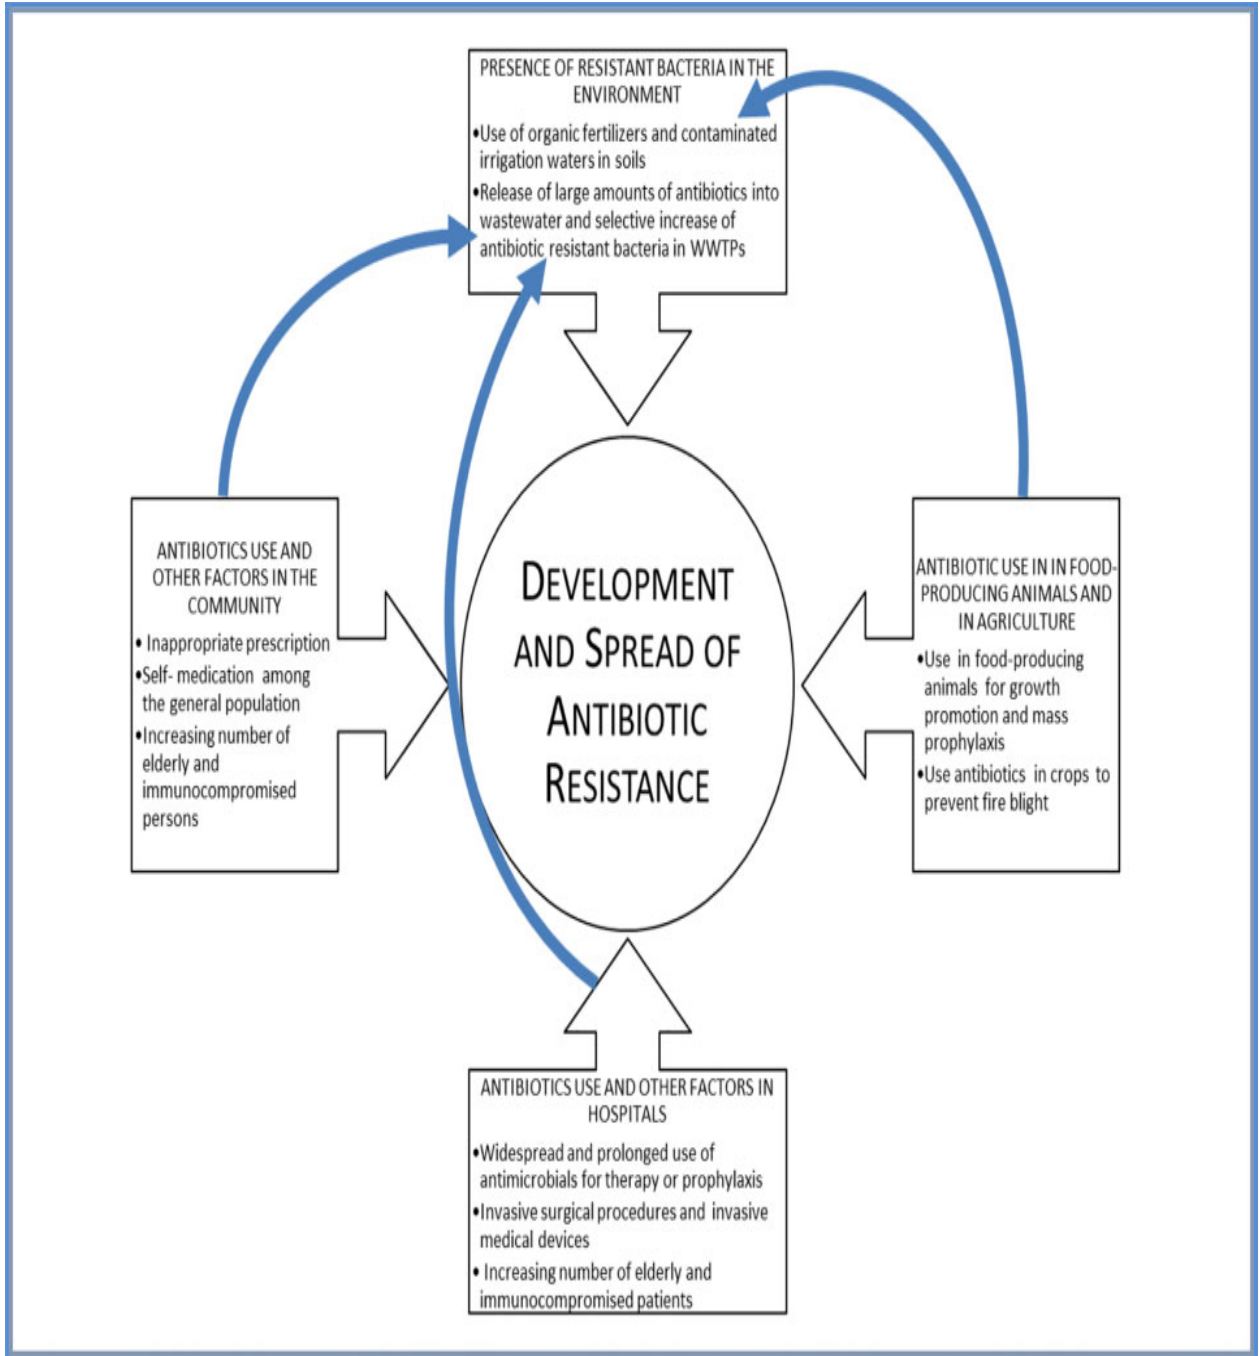 PRESENCE OF RESISTANT BACTERIA IN THE
ENVIRONMENT
•Use of organic fertilizers and contaminated
irrigation waters in soils
•Release of large amounts of antibiotics into
wastewater and selective increase of
antibiotic resistant bacteria in WWTPs
ANTIBIOTICS USE AND
OTHER FACTORS IN THE
COMMUNITY
• Inappropriate prescription
•Self- medication among
the general population
•Increasing number of
elderly and
immunocompromised
persons
DEVELOPMENT
AND SPREAD OF
ANTIBIOTIC
RESISTANCE
ANTIBIOTIC USE IN IN FOOD-
PRODUCING ANIMALS AND
IN AGRICULTURE
•Use in food-producing
animals for growth
promotion and mass
prophylaxis
•Use antibiotics in crops to
prevent fire blight
ANTIBIOTICS USE AND OTHER FACTORS IN
HOSPITALS
•Widespread and prolonged use of
antimicrobials for therapy or prophylaxis
•Invasive surgical procedures and invasive
medical devices
• Increasing number of elderly and
immunocompromised patients